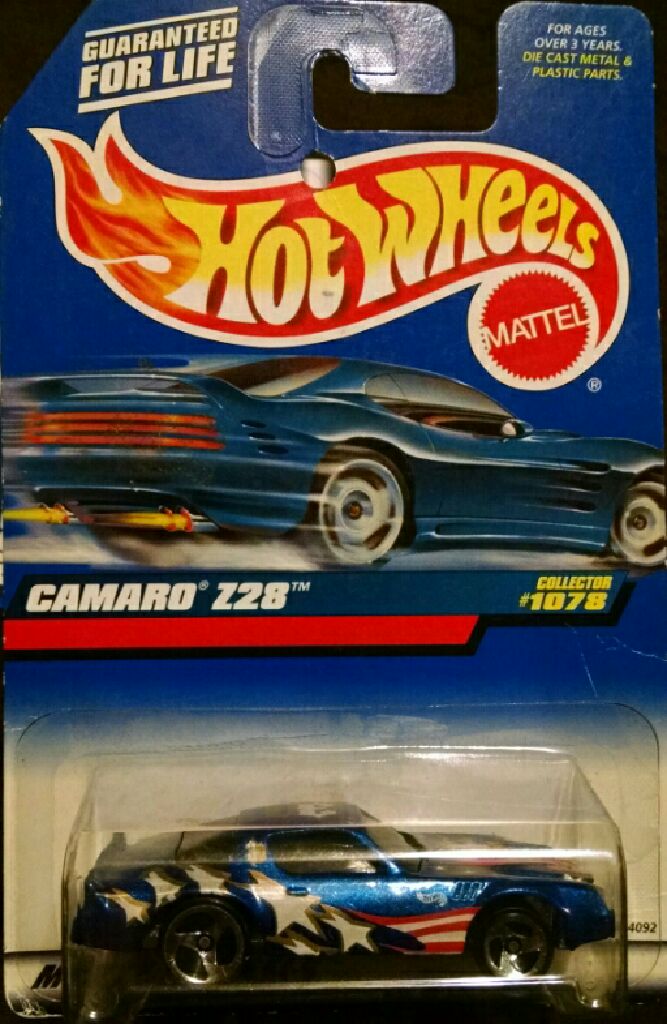 GUARANTEED
FOR LIFE
FOR AGES
OVER 3 YEARS.
DIE CAST METAL &
PLASTIC PARTS.
HOT WHEELS
MATTEL
®
CAMARO® Z28™
COLLECTOR
#1078
4092